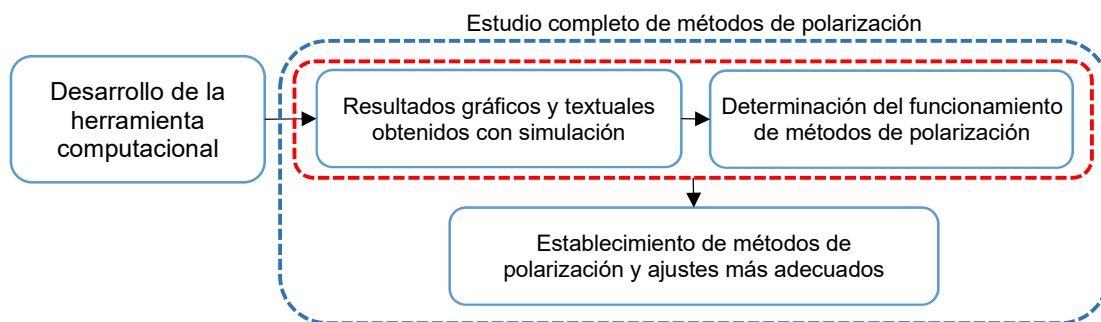 Estudio completo de métodos de polarización
Desarrollo de la
herramienta
computacional
Resultados gráficos y textuales
obtenidos con simulación
Determinación del funcionamiento
de métodos de polarización
Establecimiento de métodos de
polarización y ajustes más adecuados